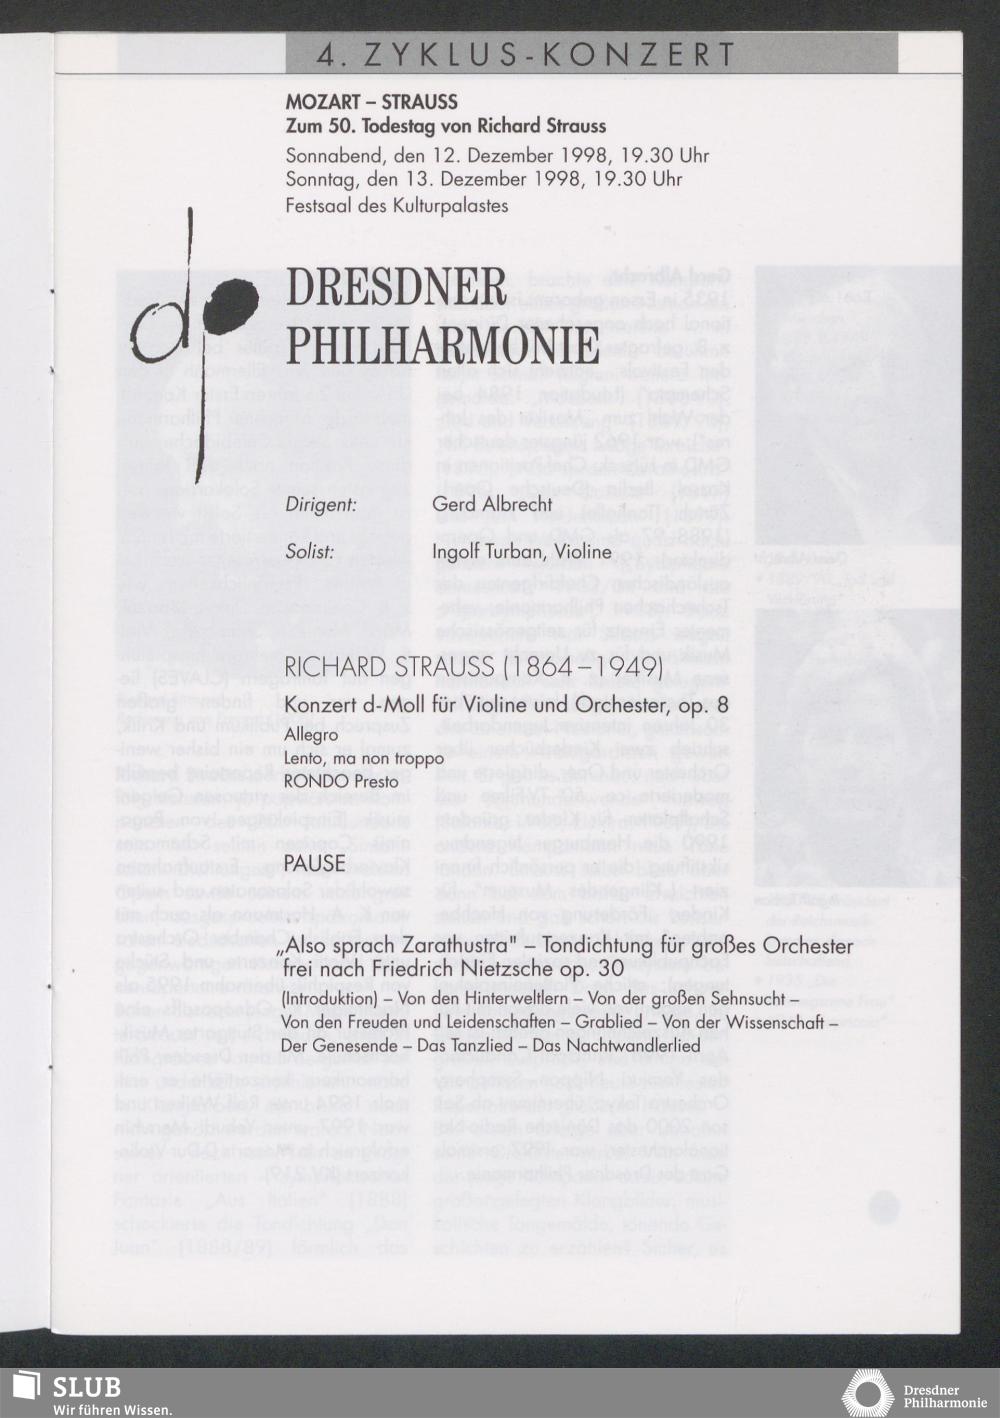 4. ZYKLUS-KONZERT
MOZART – STRAUSS
Zum 50. Todestag von Richard Strauss
Sonnabend, den 12. Dezember 1998, 19.30 Uhr
Sonntag, den 13. Dezember 1998, 19.30 Uhr
Festsaal des Kulturpalastes
dp
DRESDNER
PHILHARMONIE
Dirigent: Gerd Albrecht
Solist: Ingolf Turban, Violine
RICHARD STRAUSS (1864–1949)
Konzert d-Moll für Violine und Orchester, op. 8
Allegro
Lento, ma non troppo
RONDO Presto
PAUSE
„Also sprach Zarathustra" – Tondichtung für großes Orchester
frei nach Friedrich Nietzsche op. 30
(Introduktion) – Von den Hinterweltlern – Von der großen Sehnsucht –
Von den Freuden und Leidenschaften – Grablied – Von der Wissenschaft –
Der Genesende – Das Tanzlied – Das Nachtwandlerlied
SLUB
Wir führen Wissen.
Dresdner
Philharmonie